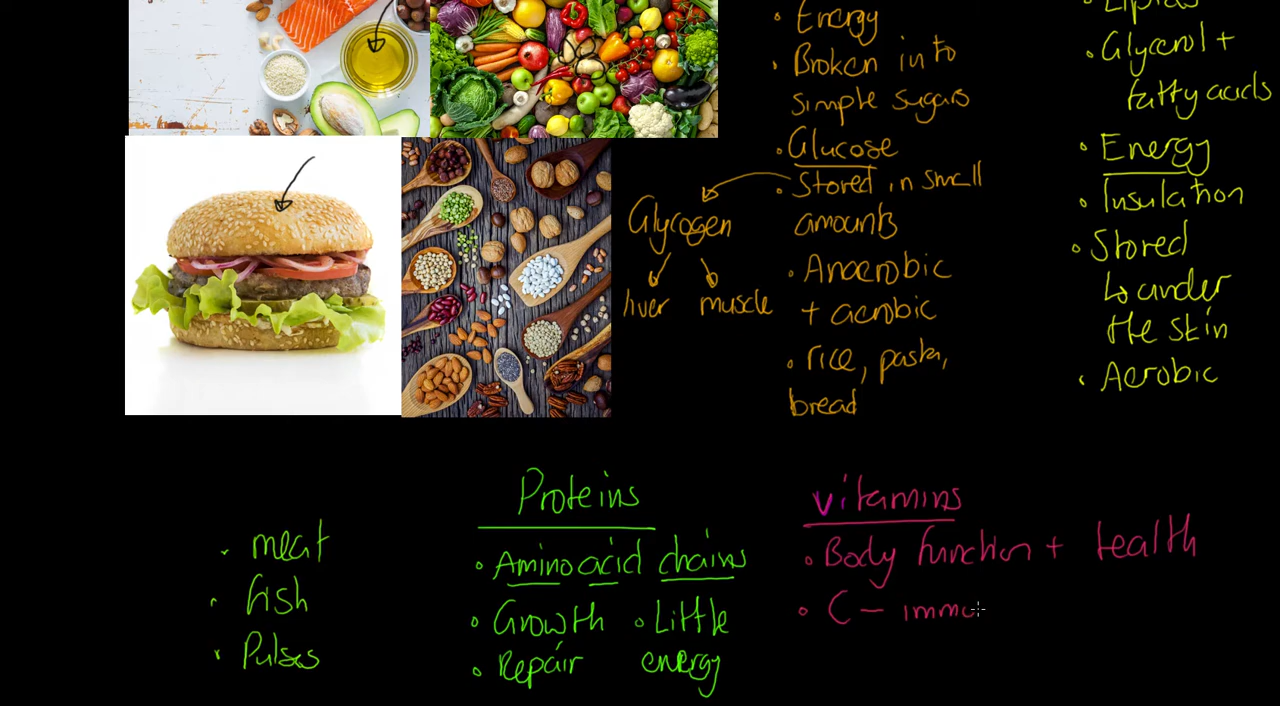 • Energy
• Broken in to
simple sugars
• Glucose
• Stored in small
amounts
Glycogen
liver muscle
• Anaerobic
+ aerobic
• rice, pasta,
bread
• Lipids
• Glycerol +
fatty acids
• Energy
• Insulation
• Stored
↳ under
the skin
• Aerobic
• meat
• fish
• Pulses
Proteins
• Amino acid chains
• Growth • Little
• Repair energy
vitamins
• Body function + health
• C – immu